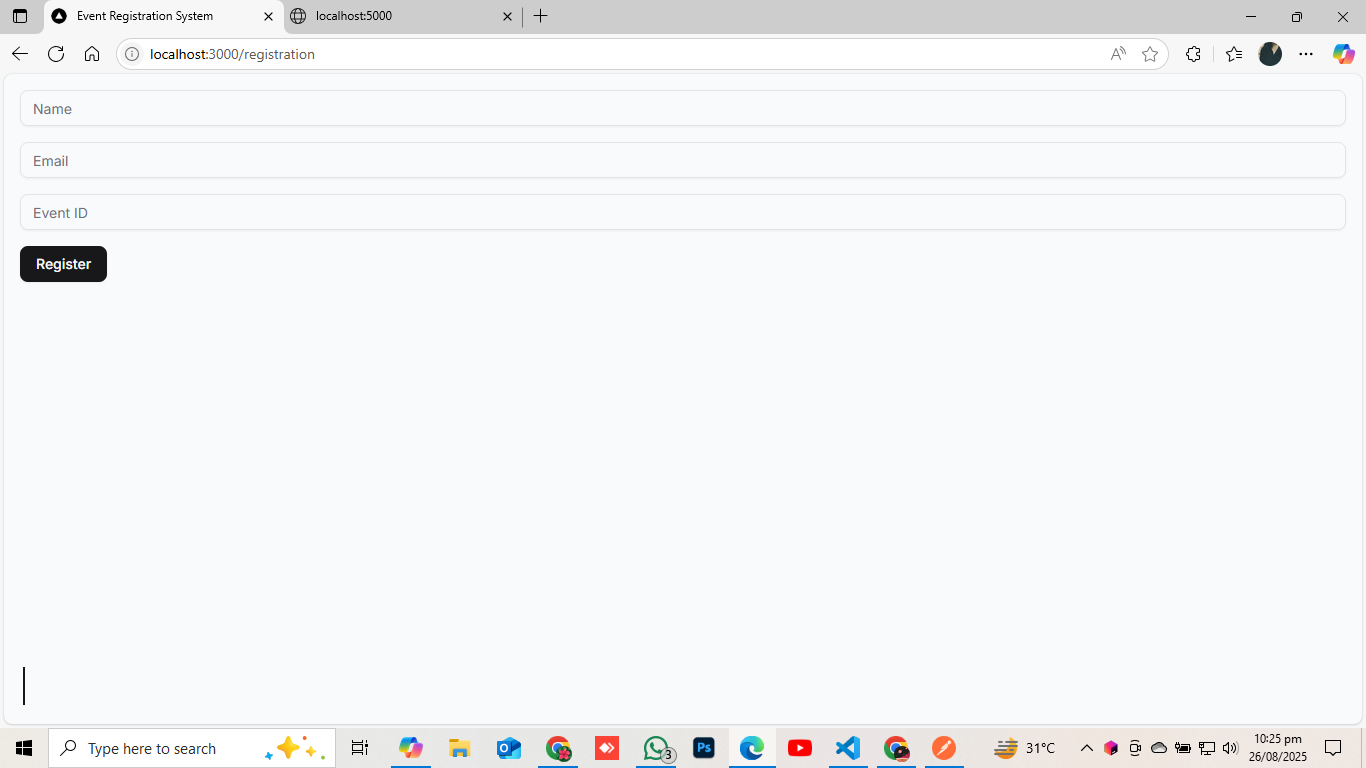 Event Registration System
localhost:5000
localhost:3000/registration
Name
Email
Event ID
Register
Type here to search
3
Ps
31°C
10:25 pm
26/08/2025